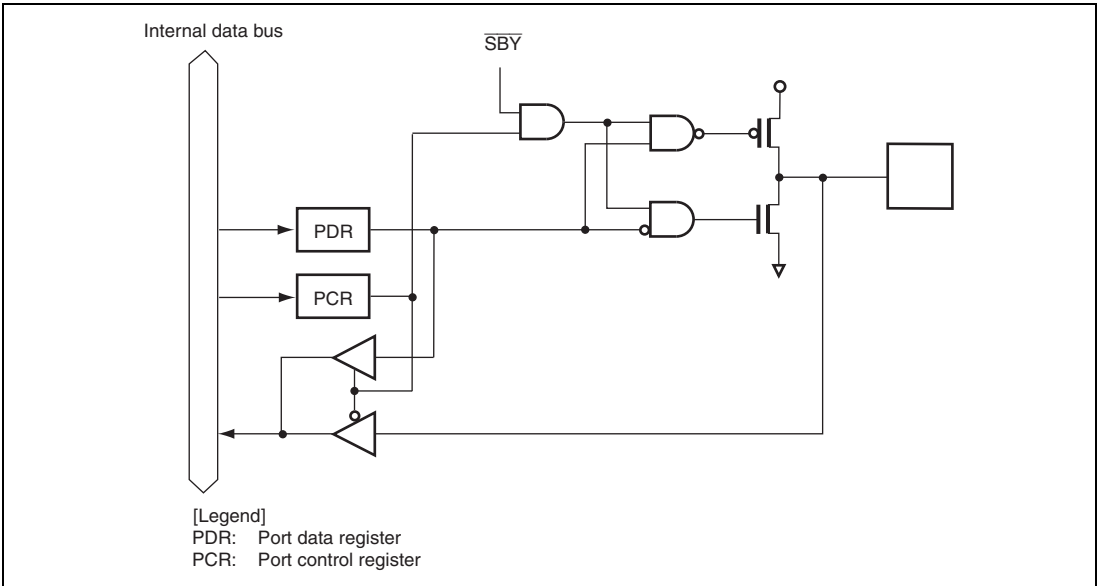 Internal data bus
SBY
PDR
PCR
[Legend]
PDR: Port data register
PCR: Port control register